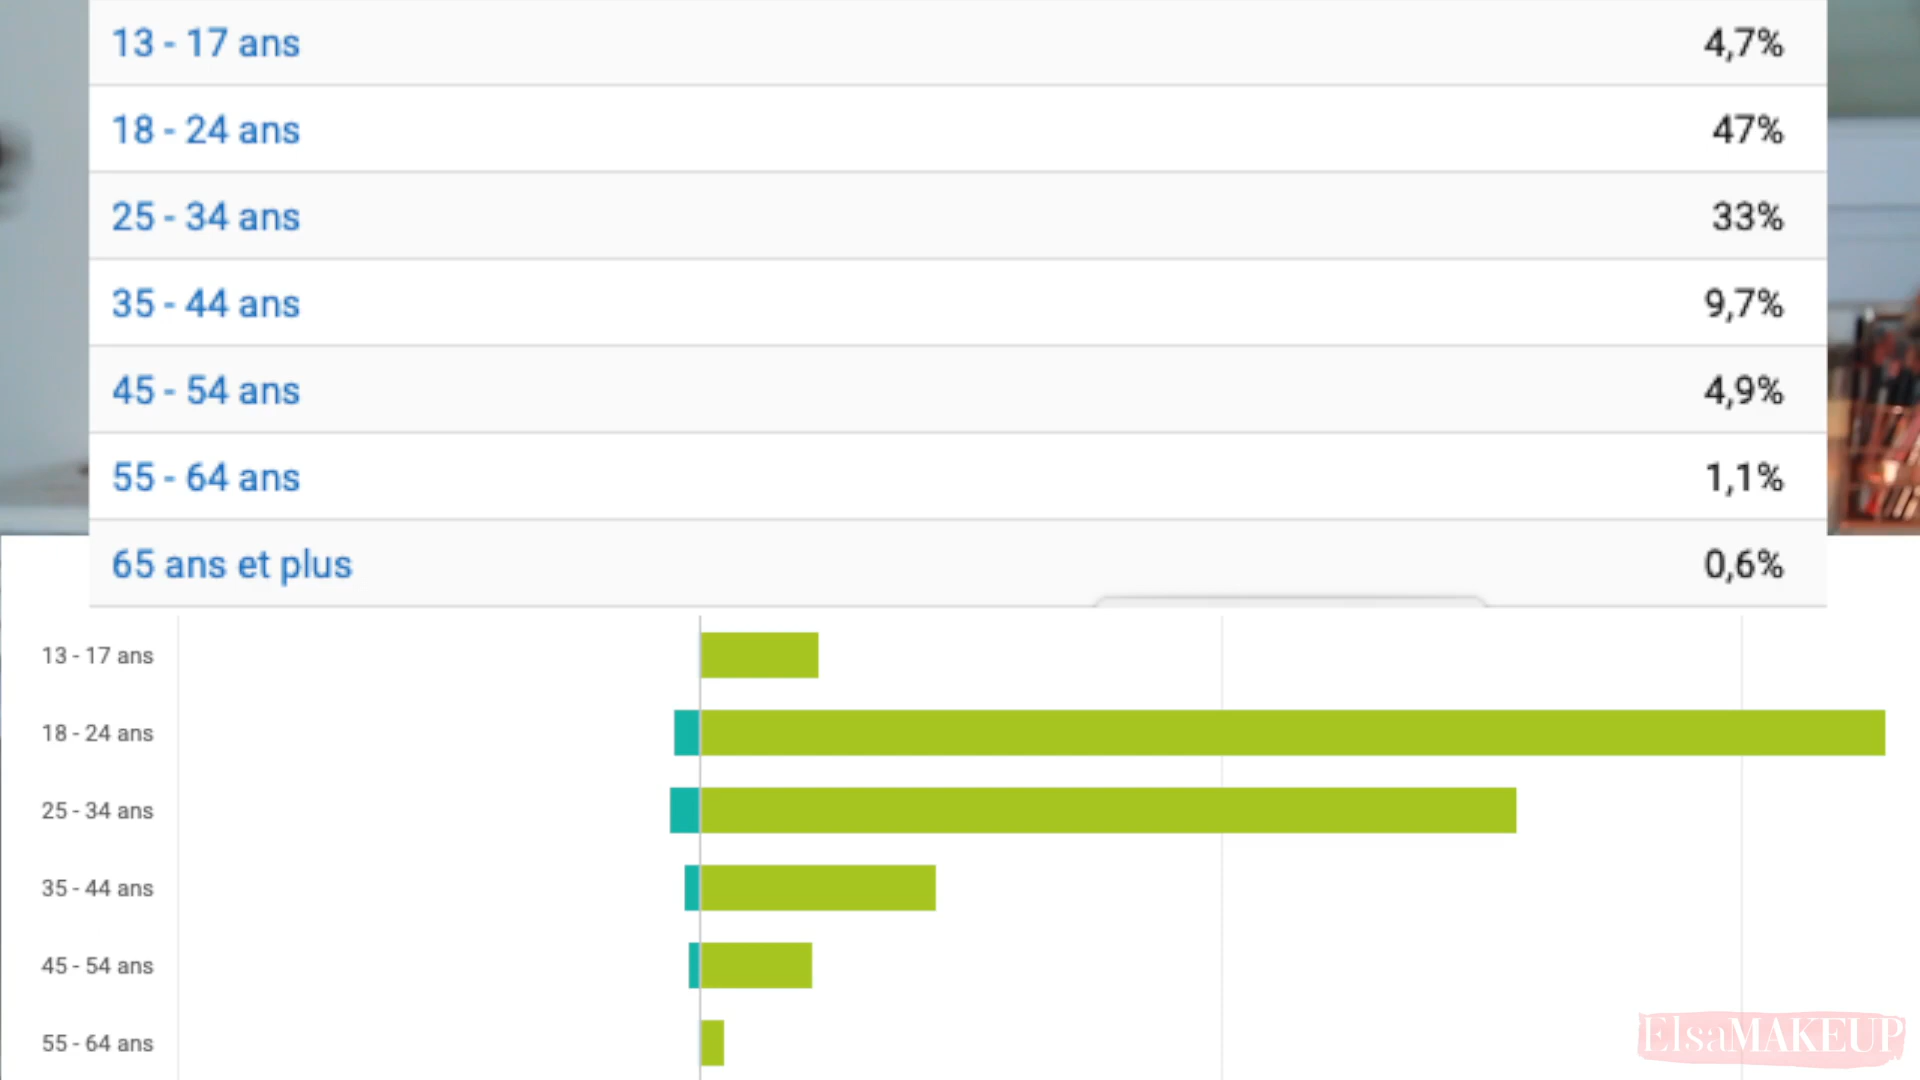 13 - 17 ans 4,7%
18 - 24 ans 47%
25 - 34 ans 33%
35 - 44 ans 9,7%
45 - 54 ans 4,9%
55 - 64 ans 1,1%
65 ans et plus 0,6%
13 - 17 ans
18 - 24 ans
25 - 34 ans
35 - 44 ans
45 - 54 ans
55 - 64 ans
ElsaMAKEUP